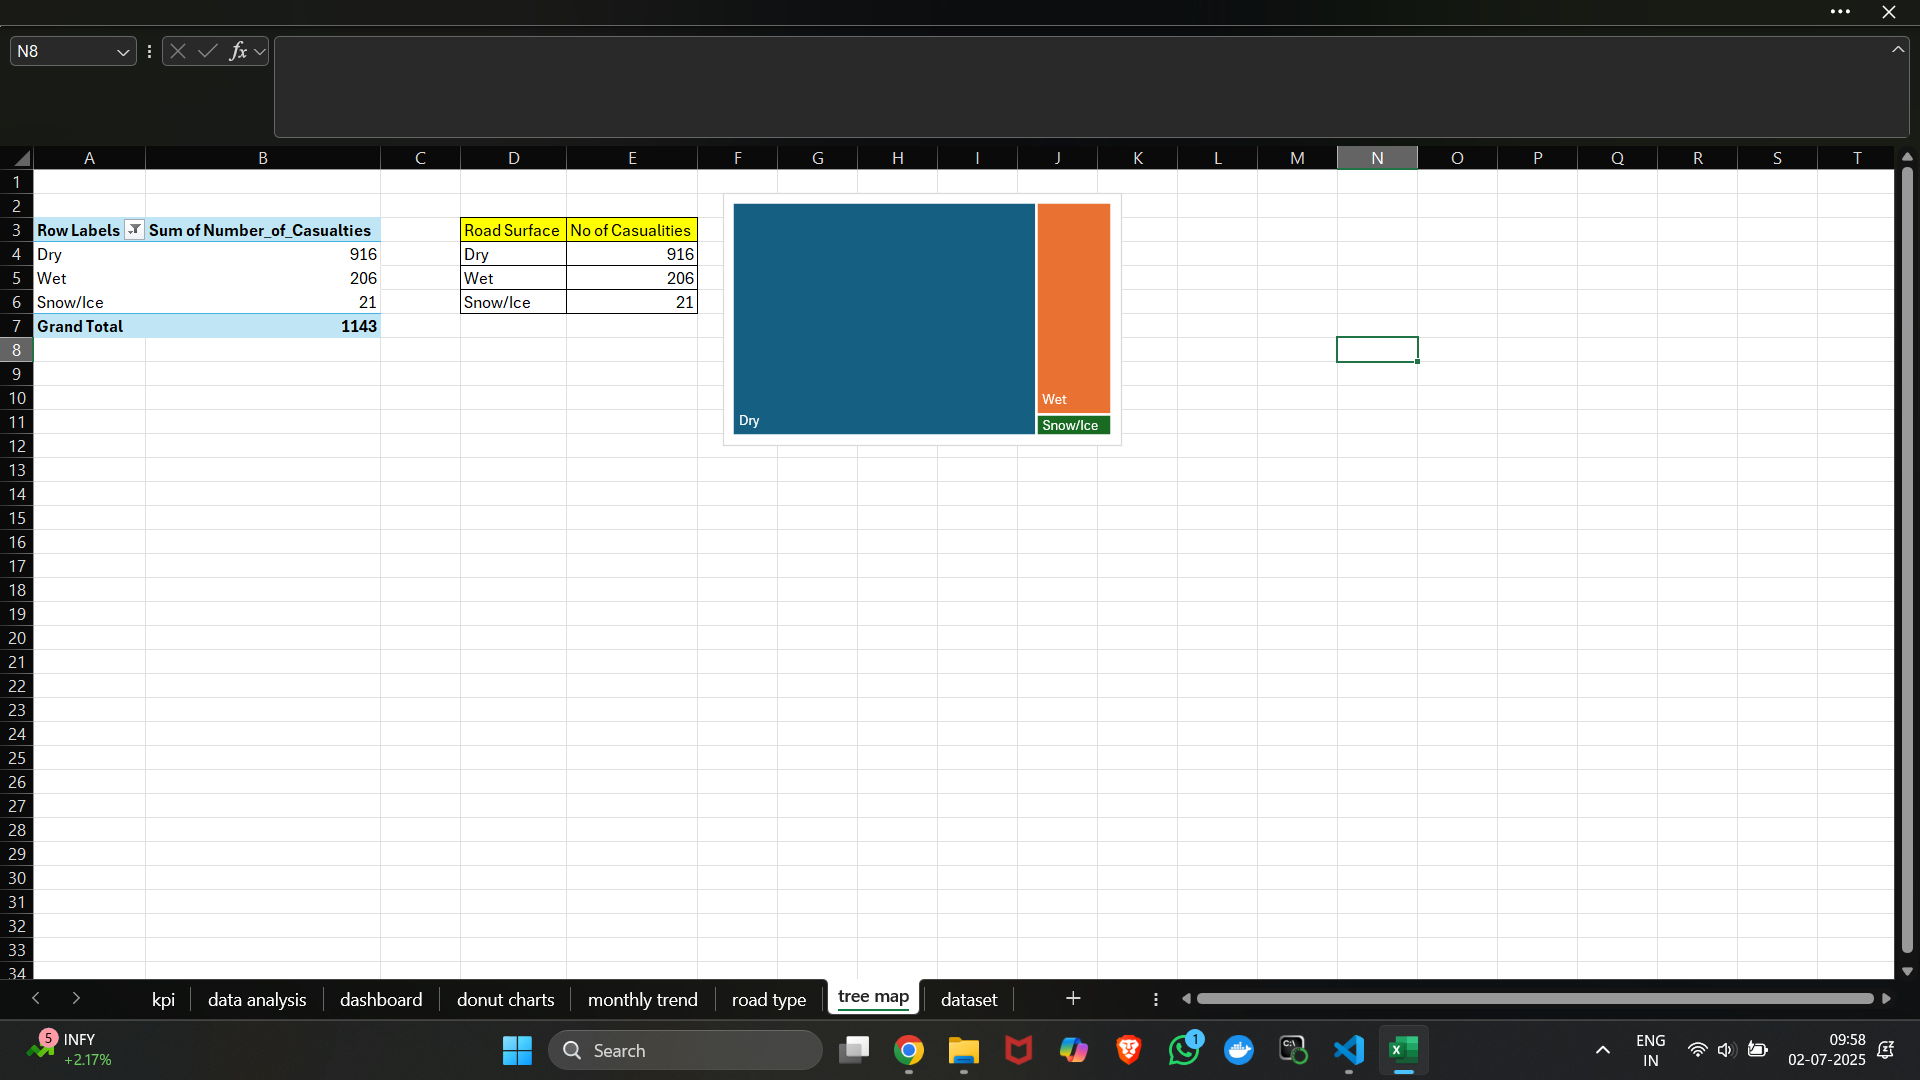 N8
fx
A B C D E F G H I J K L M N O P Q R S T
1
2
3 Row Labels Sum of Number_of_Casualties Road Surface No of Casualities
4 Dry 916 Dry 916
5 Wet 206 Wet 206
6 Snow/Ice 21 Snow/Ice 21
7 Grand Total 1143
8
9
10
11
12
13
14
15
16
17
18
19
20
21
22
23
24
25
26
27
28
29
30
31
32
33
34
Wet
Dry
Snow/Ice
kpi data analysis dashboard donut charts monthly trend road type tree map dataset
5 INFY
+2.17%
Search
1
C:\
X
ENG
IN
09:58
02-07-2025